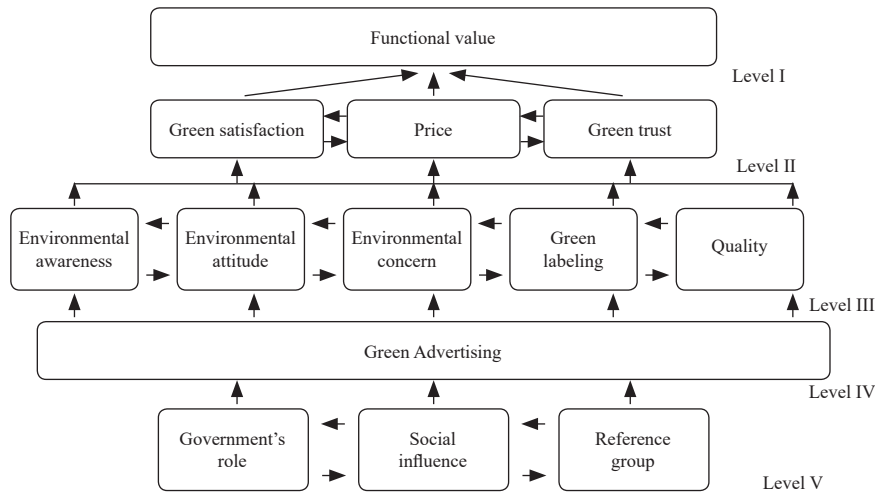 Functional value
Level I
Green satisfaction
Price
Green trust
Level II
Environmental
awareness
Environmental
attitude
Environmental
concern
Green
labeling
Quality
Level III
Green Advertising
Level IV
Government's
role
Social
influence
Reference
group
Level V